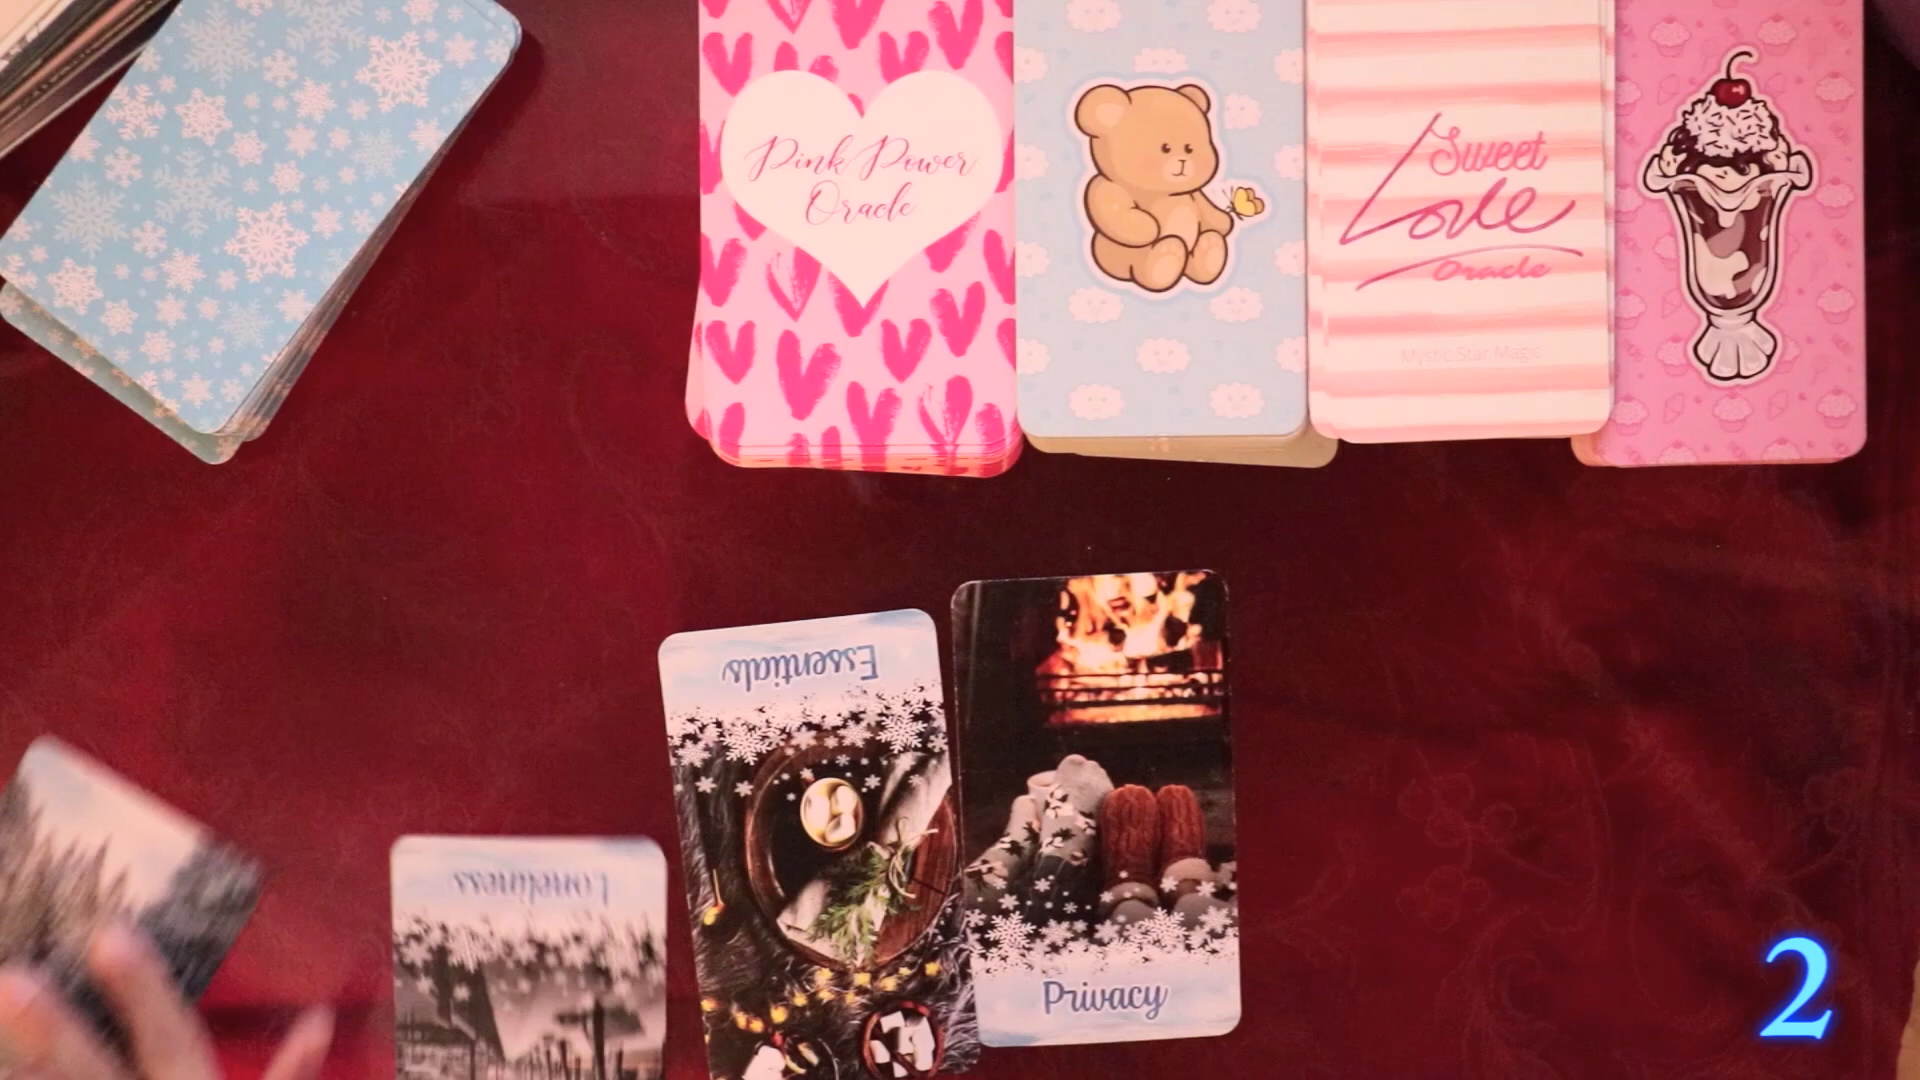 Pink Power
Oracle
Sweet
Love
Oracle
Mystic Star Magic
Essentials
Loneliness
Privacy
2